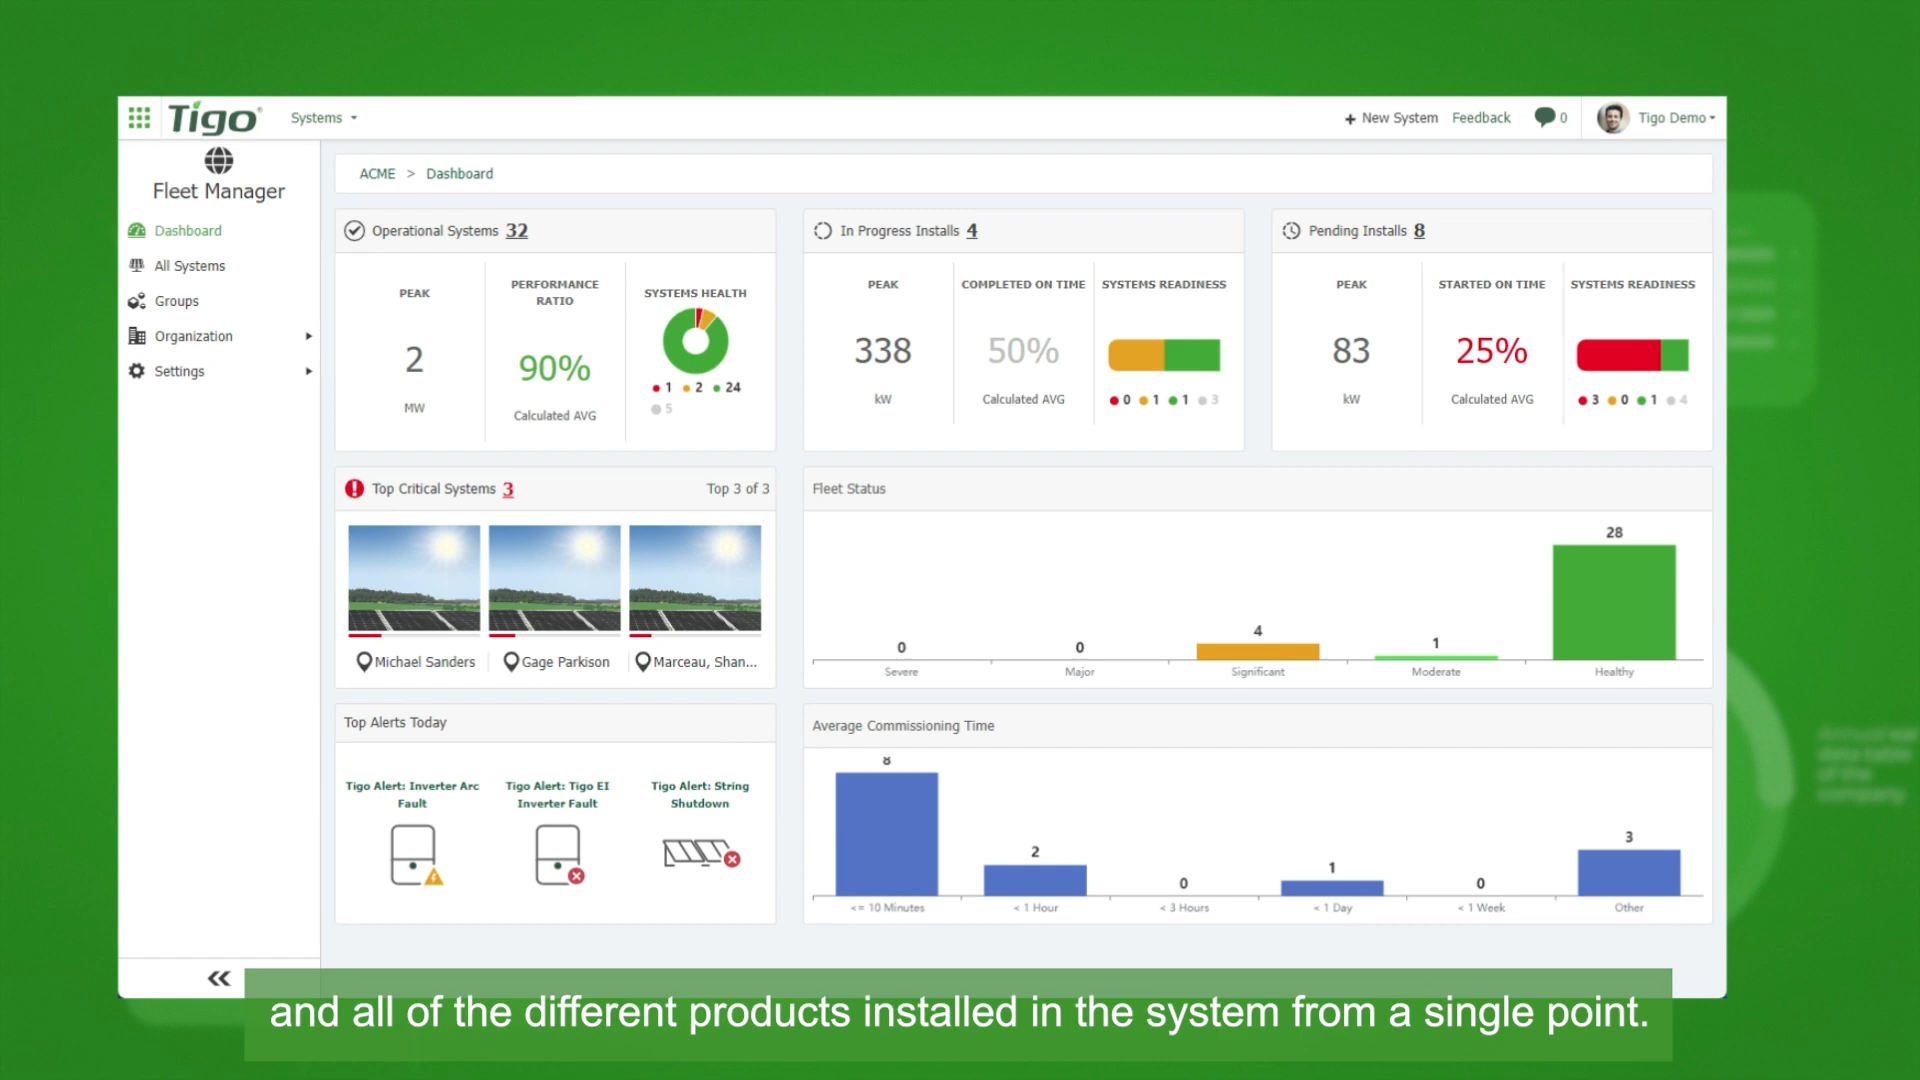 Tigo®
Systems
New System
Feedback
0
Tigo Demo
Fleet Manager
Dashboard
All Systems
Groups
Organization
Settings
ACME > Dashboard
Operational Systems 32
PEAK
2
MW
PERFORMANCE
RATIO
90%
Calculated AVG
SYSTEMS HEALTH
1 2 24
5
In Progress Installs 4
PEAK
338
kW
COMPLETED ON TIME
50%
Calculated AVG
SYSTEMS READINESS
0 1 1 3
Pending Installs 8
PEAK
83
kW
STARTED ON TIME
25%
Calculated AVG
SYSTEMS READINESS
3 0 1 4
Top Critical Systems 3
Top 3 of 3
Michael Sanders
Gage Parkison
Marceau, Shan...
Fleet Status
0
0
4
1
28
Severe
Major
Significant
Moderate
Healthy
Top Alerts Today
Tigo Alert: Inverter Arc
Fault
Tigo Alert: Tigo EI
Inverter Fault
Tigo Alert: String
Shutdown
Average Commissioning Time
8
2
0
1
0
3
<= 10 Minutes
< 1 Hour
< 3 Hours
< 1 Day
< 1 Week
Other
Annual
data table
of the
company
and all of the different products installed in the system from a single point.